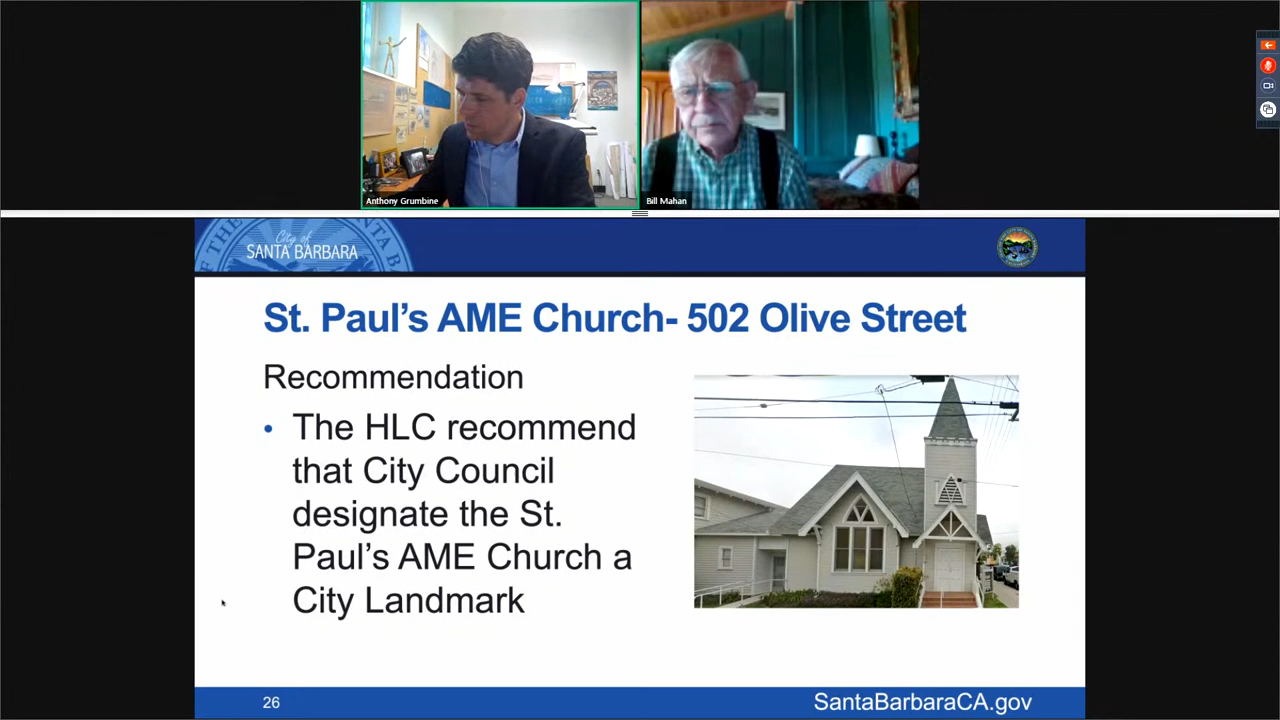 Anthony Grumbine
Bill Mahan
City of
SANTA BARBARA
St. Paul's AME Church- 502 Olive Street
Recommendation
• The HLC recommend
that City Council
designate the St.
Paul's AME Church a
City Landmark
26
SantaBarbaraCA.gov